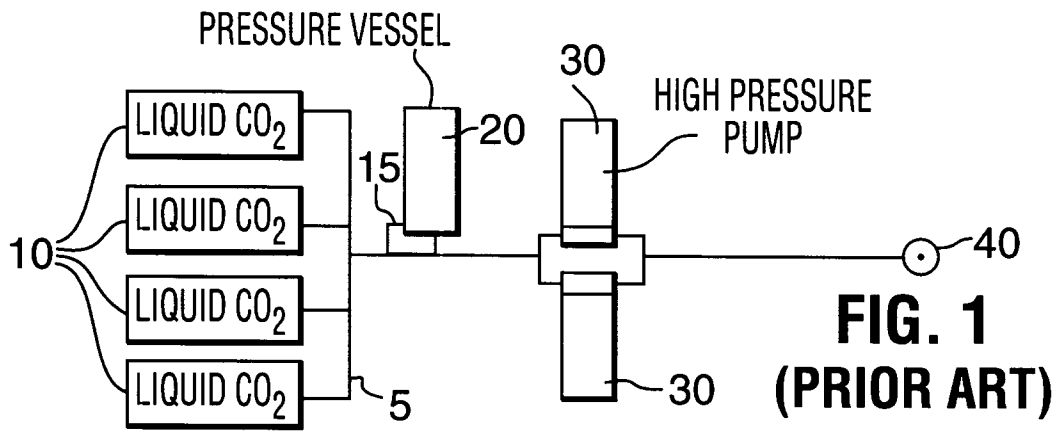 PRESSURE VESSEL
30
HIGH PRESSURE
PUMP
LIQUID CO2
20
15
LIQUID CO2
10
40
LIQUID CO2
LIQUID CO2
5
30
FIG. 1
(PRIOR ART)